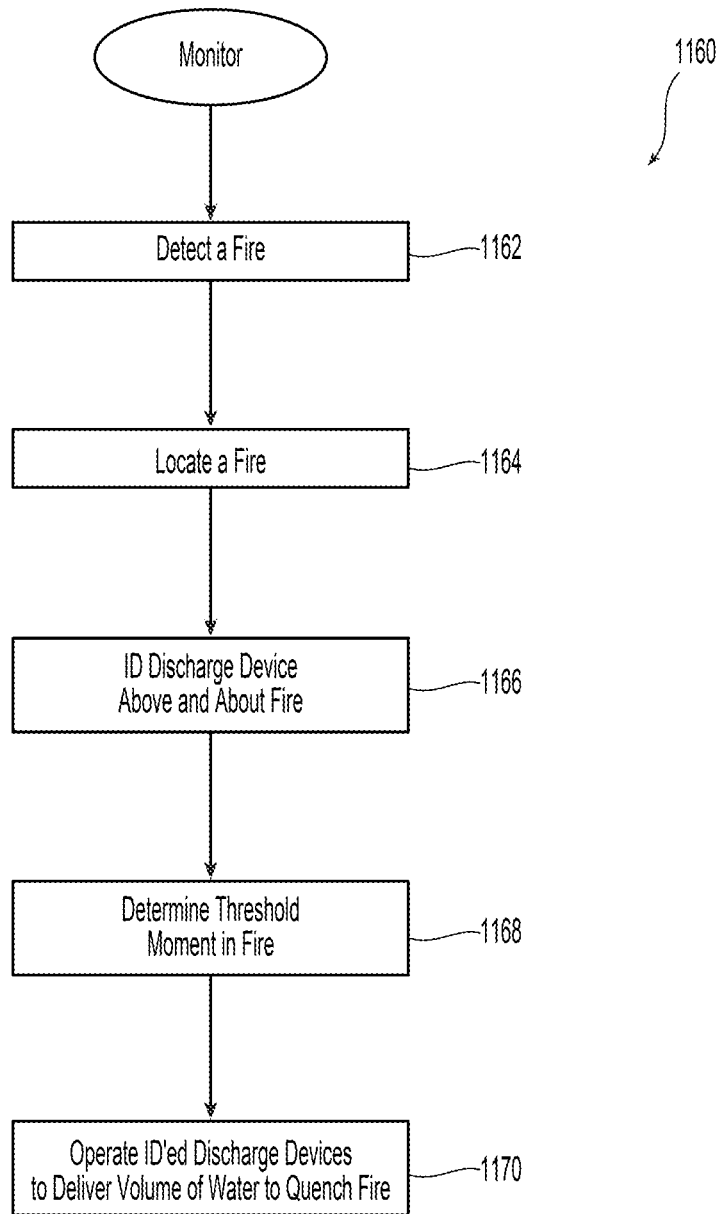 Monitor
1160
Detect a Fire
1162
Locate a Fire
1164
ID Discharge Device
Above and About Fire
1166
Determine Threshold
Moment in Fire
1168
Operate ID'ed Discharge Devices
to Deliver Volume of Water to Quench Fire
1170